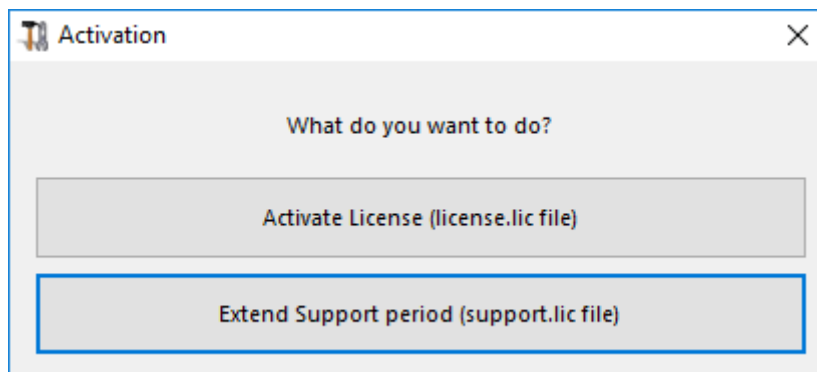 Activation
What do you want to do?
Activate License (license.lic file)
Extend Support period (support.lic file)